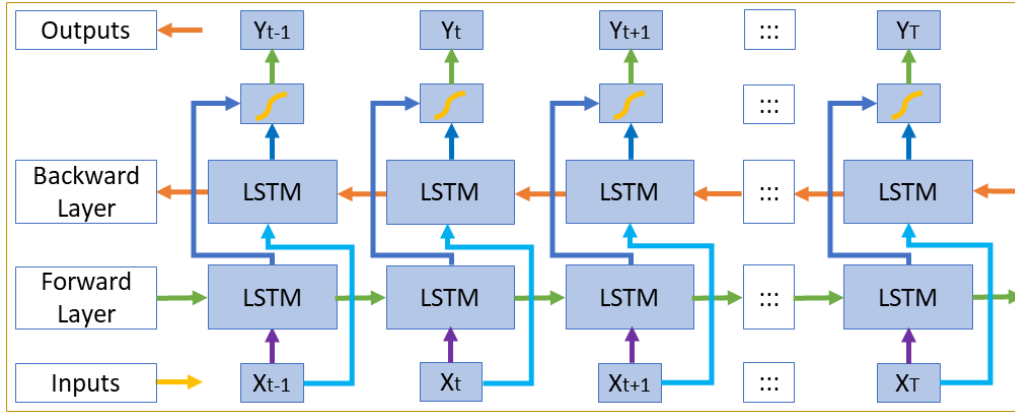 Outputs Yt-1 Yt Yt+1 ::: YT
:::
Backward
Layer LSTM LSTM LSTM ::: LSTM
Forward
Layer LSTM LSTM LSTM ::: LSTM
Inputs Xt-1 Xt Xt+1 ::: XT